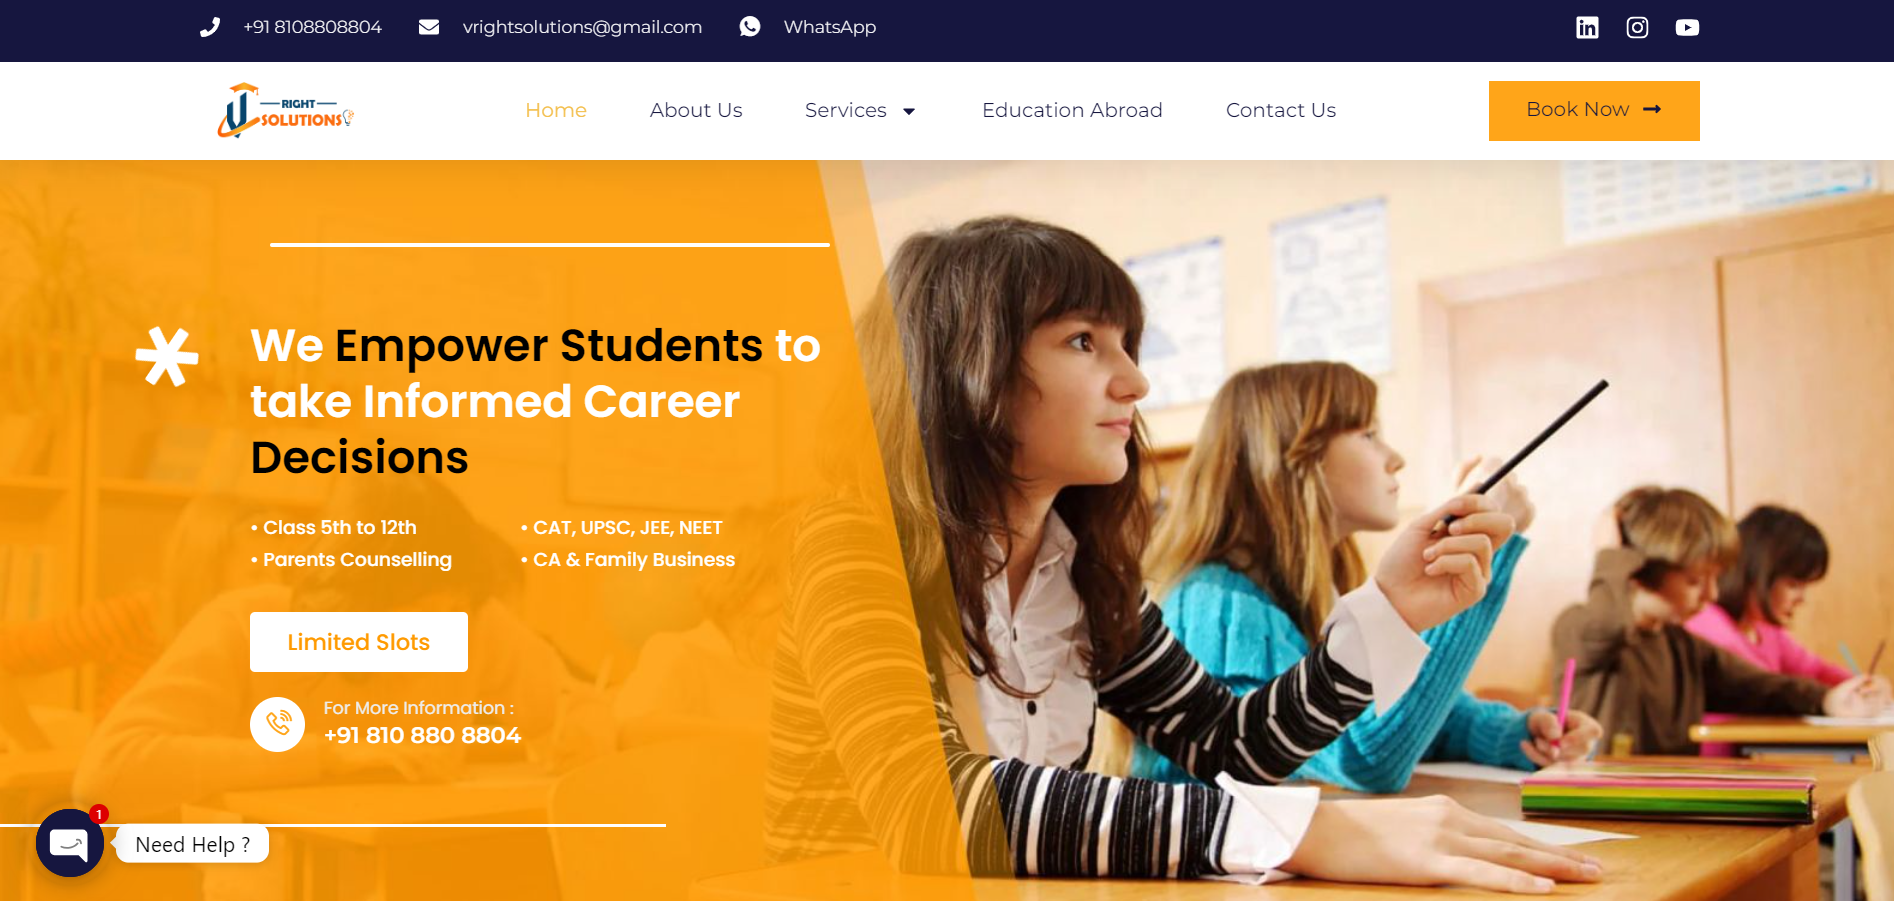 +91 8108808804
vrightsolutions@gmail.com
WhatsApp
RIGHT
SOLUTIONS
Home
About Us
Services
Education Abroad
Contact Us
Book Now
We Empower Students to
take Informed Career
Decisions
• Class 5th to 12th
• CAT, UPSC, JEE, NEET
• Parents Counselling
• CA & Family Business
Limited Slots
For More Information :
+91 810 880 8804
1
Need Help ?